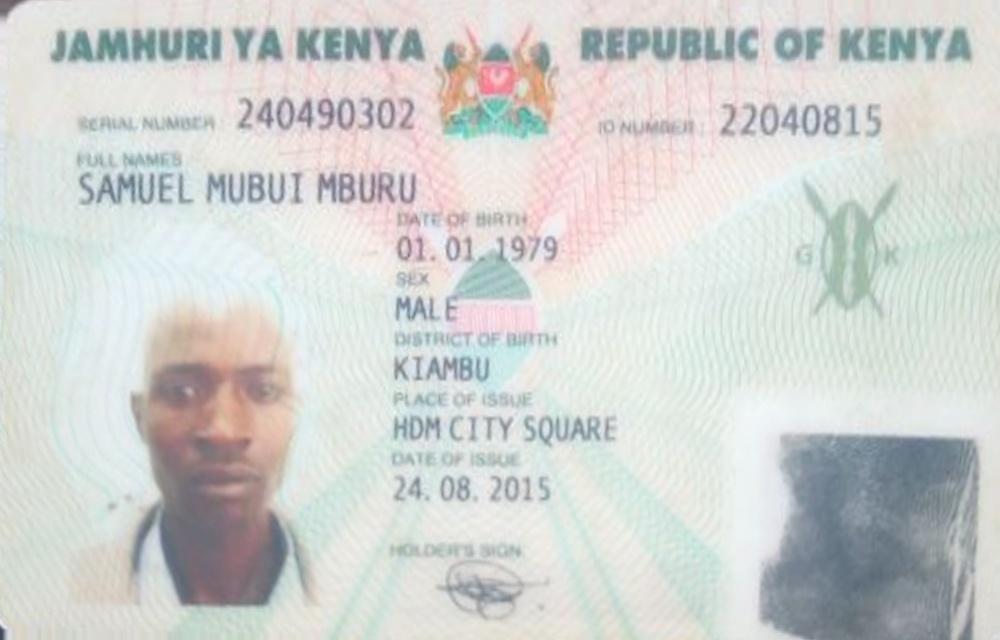 JAMHURI YA KENYA REPUBLIC OF KENYA
SERIAL NUMBER 240490302 ID NUMBER: 22040815
FULL NAMES
SAMUEL MUBUI MBURU
DATE OF BIRTH
01. 01. 1979
SEX
MALE
G K
DISTRICT OF BIRTH
KIAMBU
PLACE OF ISSUE
HDM CITY SQUARE
DATE OF ISSUE
24. 08. 2015
HOLDER'S SIGN.